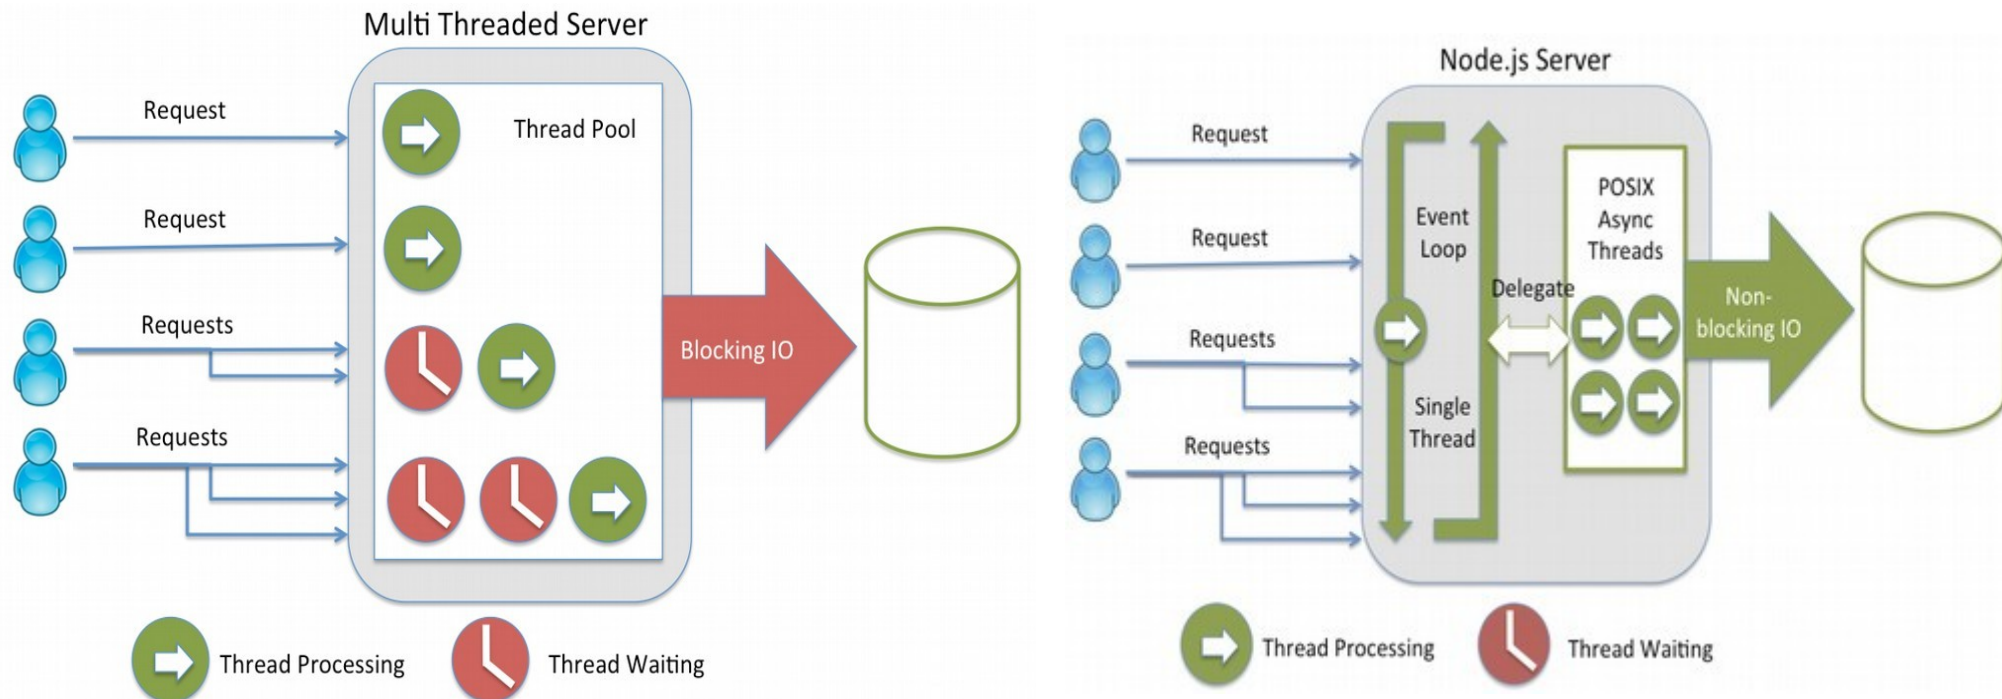 Multi Threaded Server
Request
Thread Pool
Request
Requests
Blocking IO
Requests
Thread Processing
Thread Waiting
Node.js Server
Request
POSIX
Async
Threads
Event
Loop
Request
Delegate
Non-
blocking IO
Requests
Single
Thread
Requests
Thread Processing
Thread Waiting